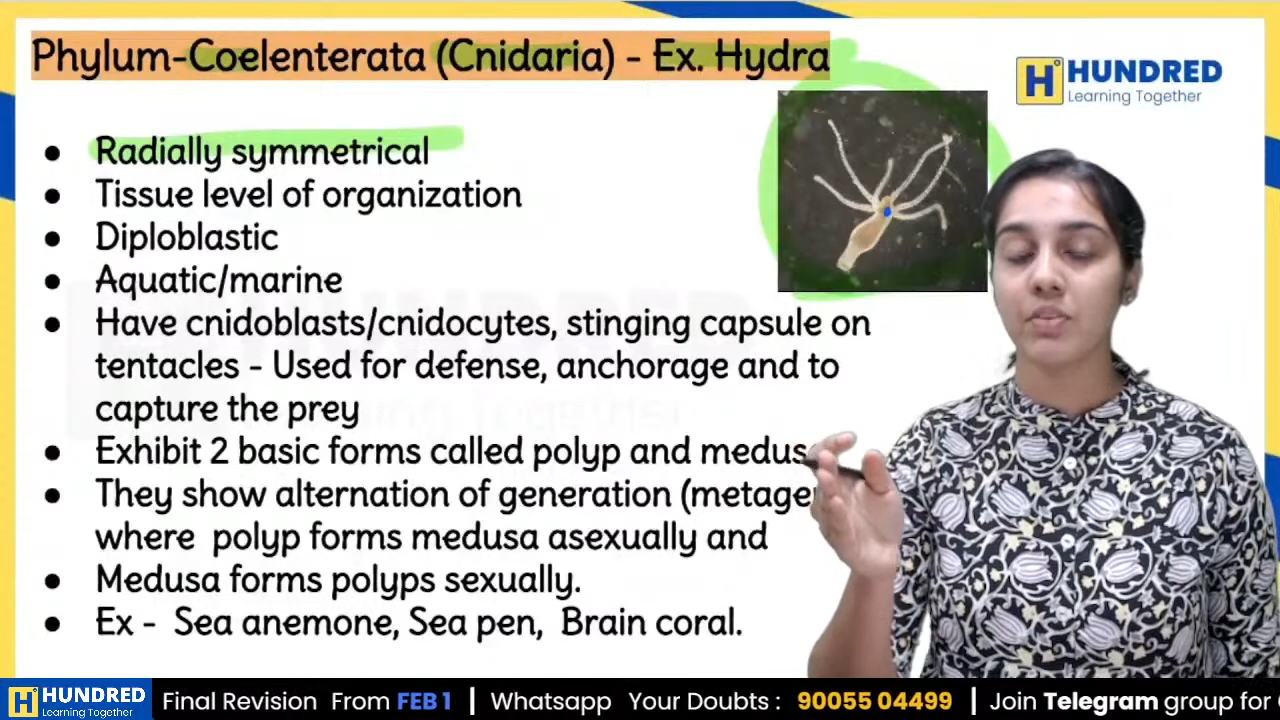 Phylum-Coelenterata (Cnidaria) - Ex. Hydra
HUNDRED
Learning Together
Radially symmetrical
Tissue level of organization
Diploblastic
Aquatic/marine
Have cnidoblasts/cnidocytes, stinging capsule on
tentacles - Used for defense, anchorage and to
capture the prey
Exhibit 2 basic forms called polyp and
They show alternation of generation
where polyp forms medusa asexually and
Medusa forms polyps sexually.
Ex - Sea anemone, Sea pen, Brain coral.
HUNDRED
Learning Together
Final Revision From FEB 1 | Whatsapp Your Doubts : 90055 04499 | Join Telegram group for